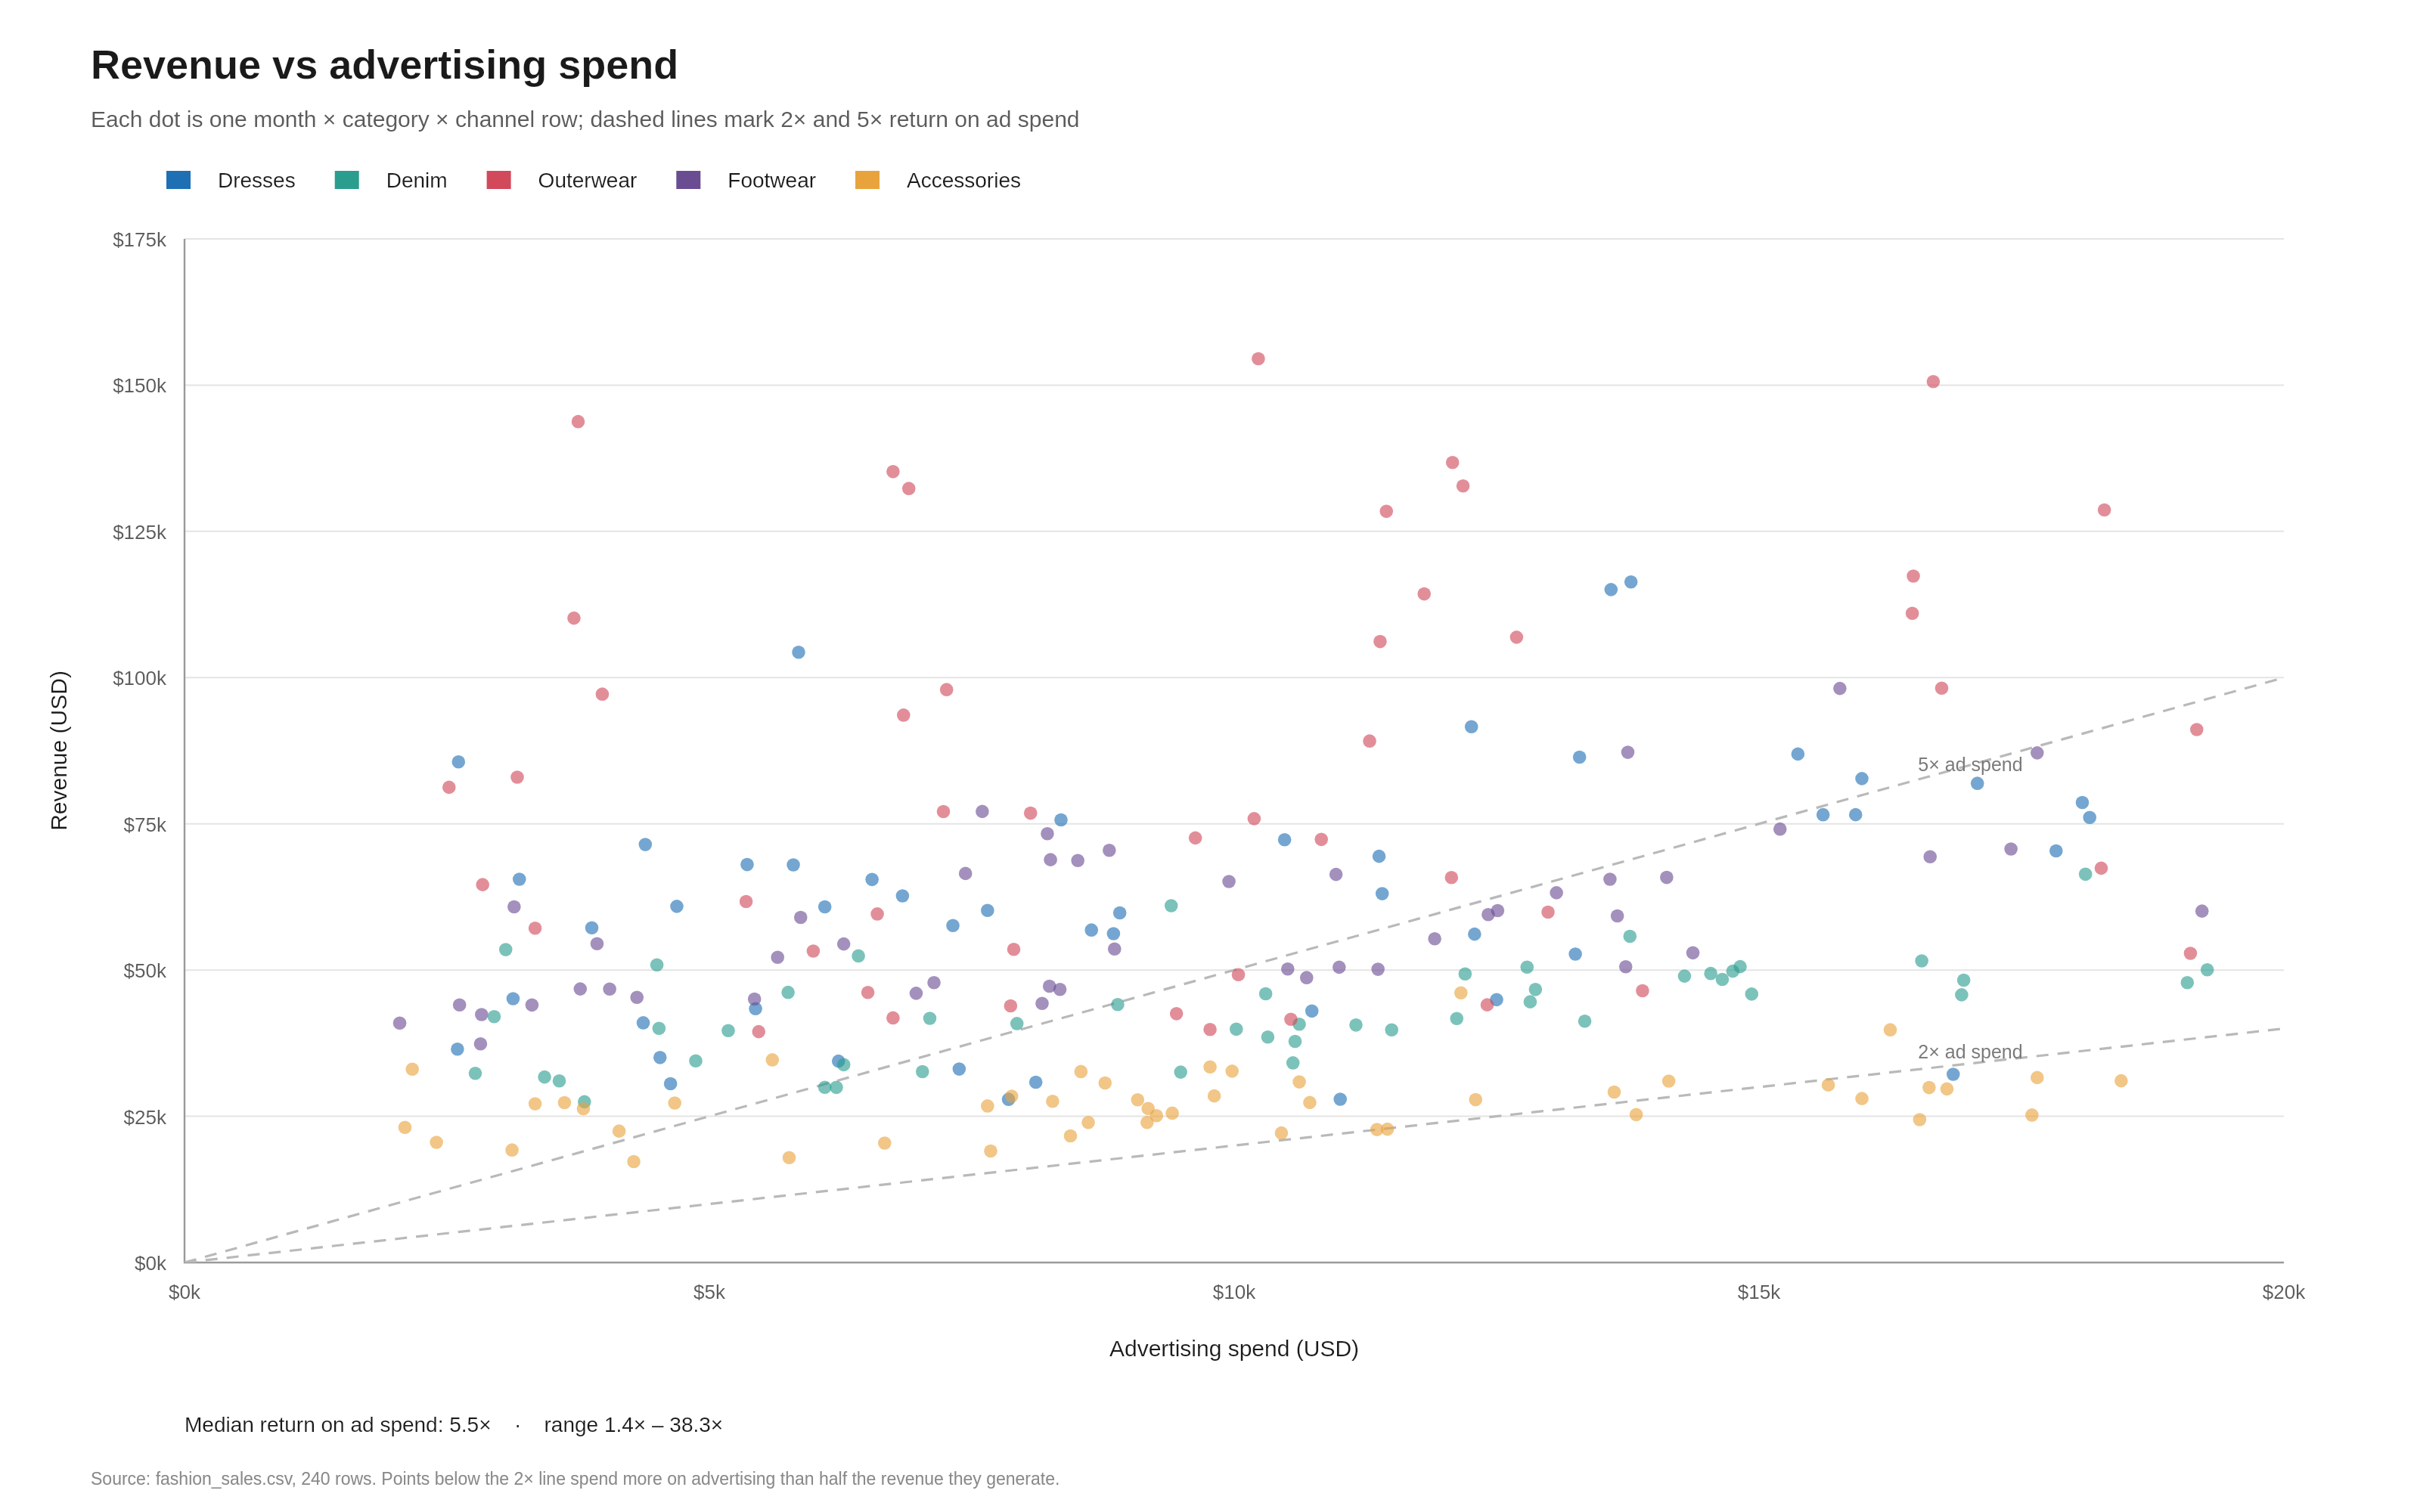 Revenue vs advertising spend
Each dot is one month × category × channel row; dashed lines mark 2× and 5× return on ad spend
Dresses Denim Outerwear Footwear Accessories
$175k
$150k
$125k
$100k
$75k
$50k
$25k
$0k
Revenue (USD)
5× ad spend
2× ad spend
$0k $5k $10k $15k $20k
Advertising spend (USD)
Median return on ad spend: 5.5× · range 1.4× – 38.3×
Source: fashion_sales.csv, 240 rows. Points below the 2× line spend more on advertising than half the revenue they generate.